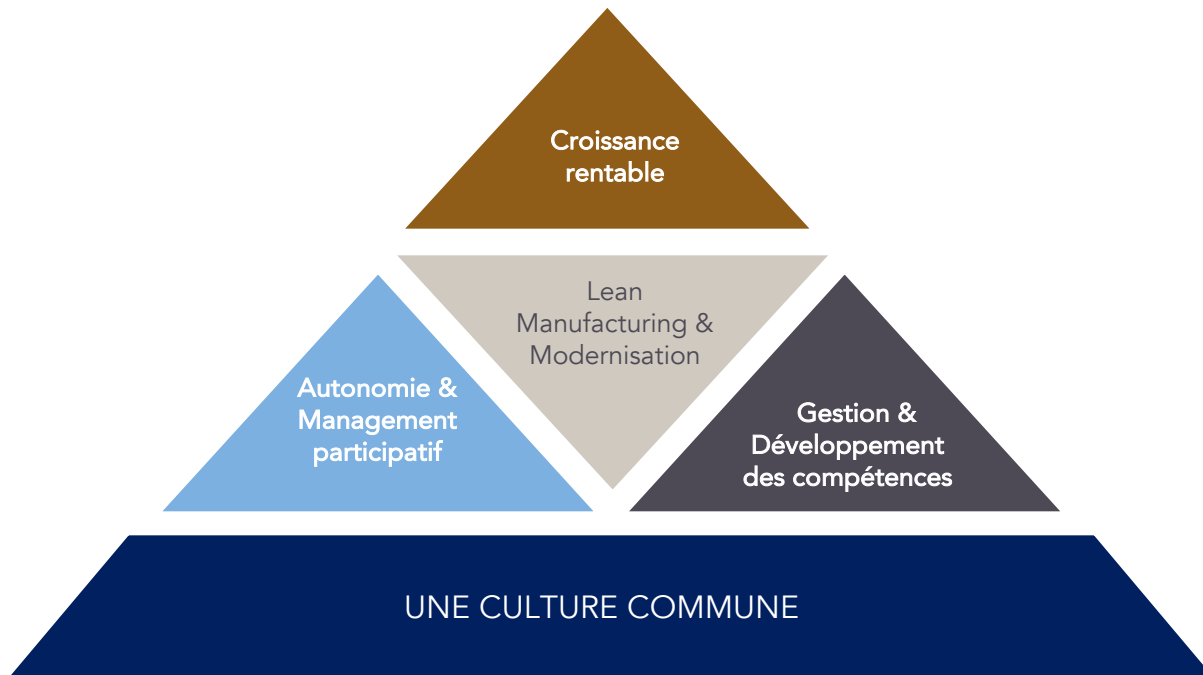 Croissance
rentable
Lean
Manufacturing &
Modernisation
Autonomie &
Management
participatif
Gestion &
Développement
des compétences
UNE CULTURE COMMUNE